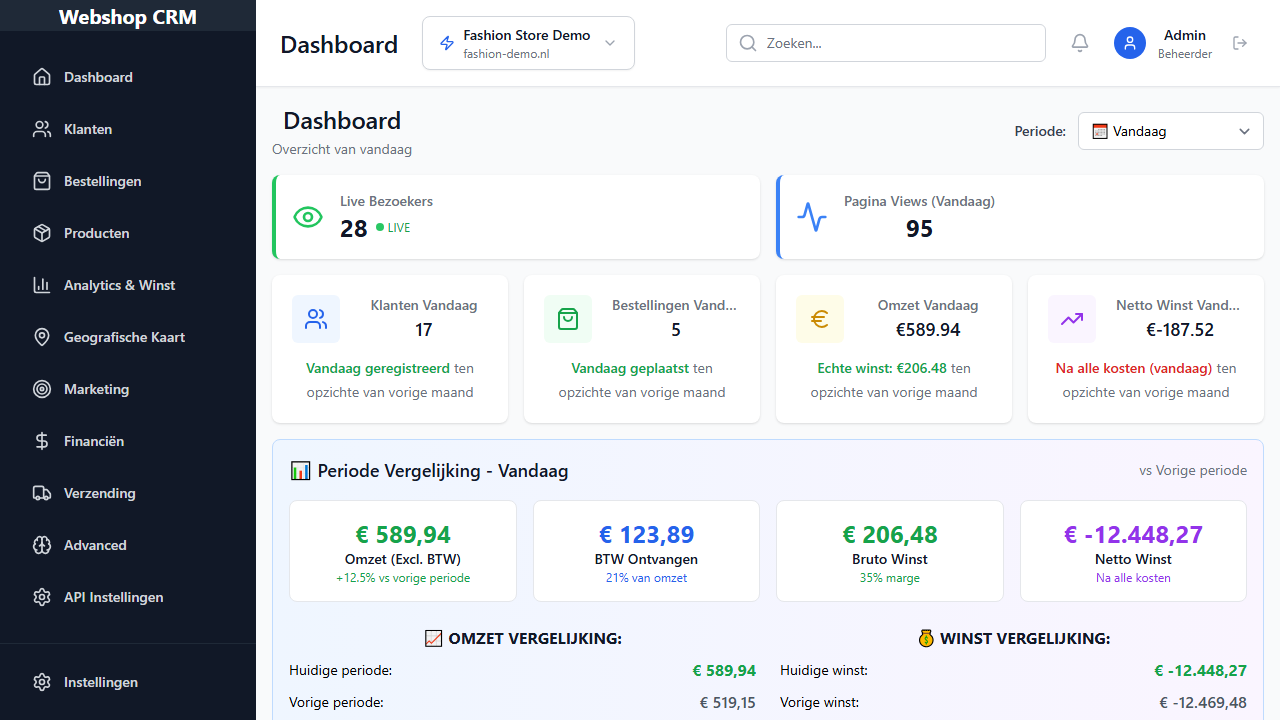 Webshop CRM
Dashboard
Klanten
Bestellingen
Producten
Analytics & Winst
Geografische Kaart
Marketing
Financiën
Verzending
Advanced
API Instellingen
Instellingen
Dashboard
Fashion Store Demo
fashion-demo.nl
Zoeken...
Admin
Beheerder
Dashboard
Overzicht van vandaag
Periode:
Vandaag
Live Bezoekers
28 LIVE
Pagina Views (Vandaag)
95
Klanten Vandaag
17
Vandaag geregistreerd ten
opzichte van vorige maand
Bestellingen Vand...
5
Vandaag geplaatst ten
opzichte van vorige maand
Omzet Vandaag
€589.94
Echte winst: €206.48 ten
opzichte van vorige maand
Netto Winst Vand...
€-187.52
Na alle kosten (vandaag) ten
opzichte van vorige maand
Periode Vergelijking - Vandaag
vs Vorige periode
€ 589,94
Omzet (Excl. BTW)
+12.5% vs vorige periode
€ 123,89
BTW Ontvangen
21% van omzet
€ 206,48
Bruto Winst
35% marge
€ -12.448,27
Netto Winst
Na alle kosten
OMZET VERGELIJKING:
Huidige periode: € 589,94
Vorige periode: € 519,15
WINST VERGELIJKING:
Huidige winst: € -12.448,27
Vorige winst: € -12.469,48